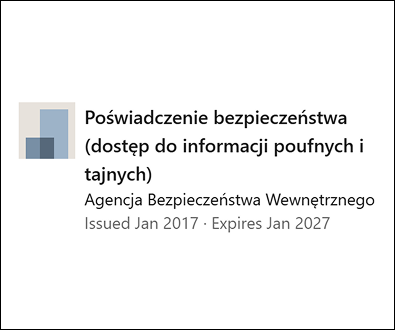 Poświadczenie bezpieczeństwa
(dostęp do informacji poufnych i
tajnych)
Agencja Bezpieczeństwa Wewnętrznego
Issued Jan 2017 · Expires Jan 2027